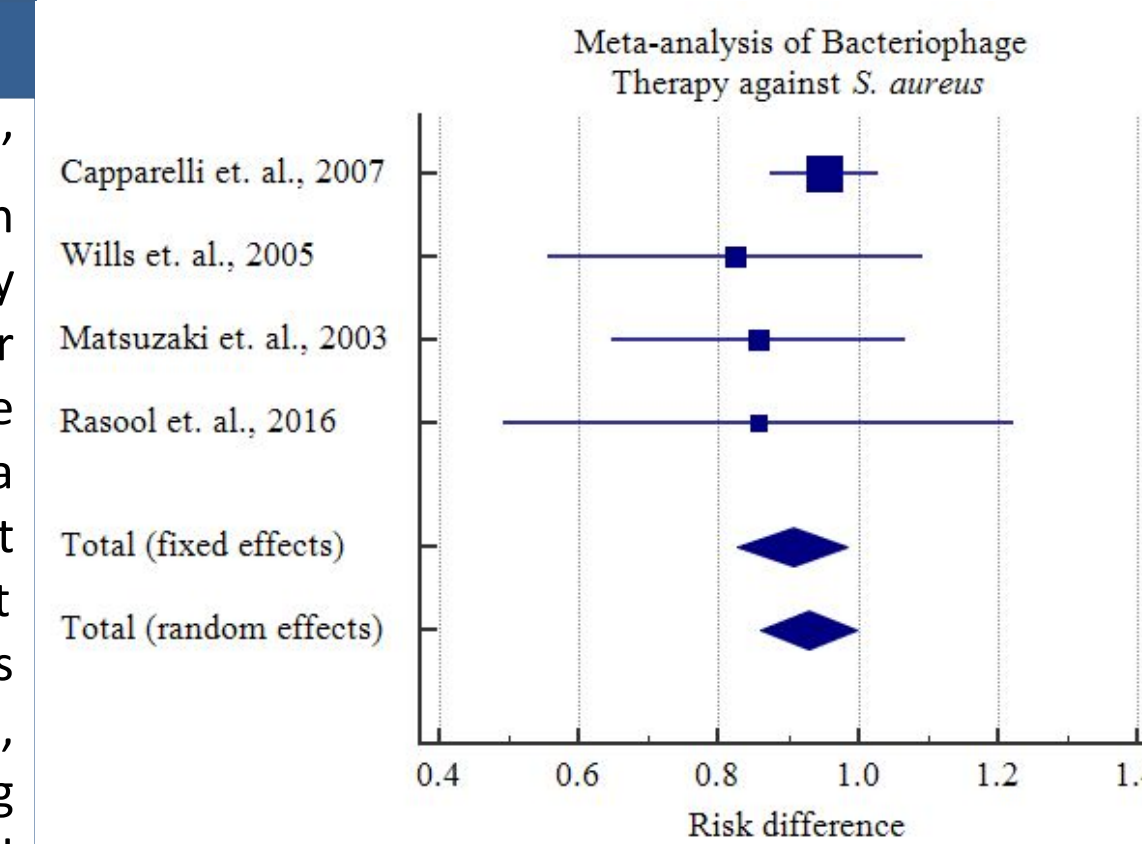 Meta-analysis of Bacteriophage
Therapy against S. aureus
Capparelli et. al., 2007
Wills et. al., 2005
Matsuzaki et. al., 2003
Rasool et. al., 2016
Total (fixed effects)
Total (random effects)
0.4 0.6 0.8 1.0 1.2
Risk difference